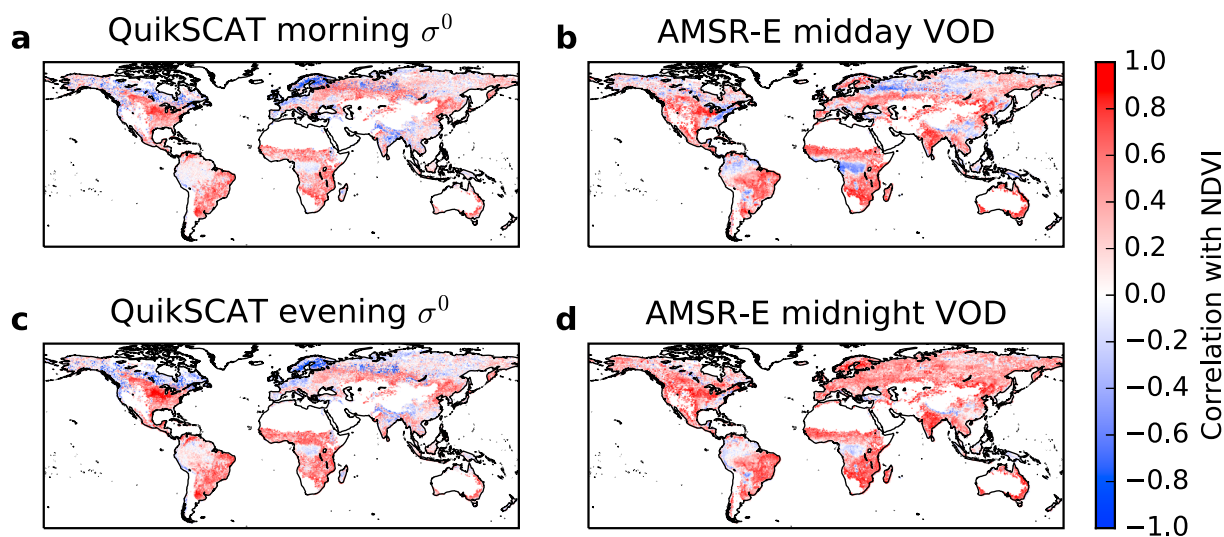 a QuikSCAT morning σ⁰
b AMSR-E midday VOD
c QuikSCAT evening σ⁰
d AMSR-E midnight VOD
1.0
0.8
0.6
0.4
0.2
0.0
−0.2
−0.4
−0.6
−0.8
−1.0
Correlation with NDVI